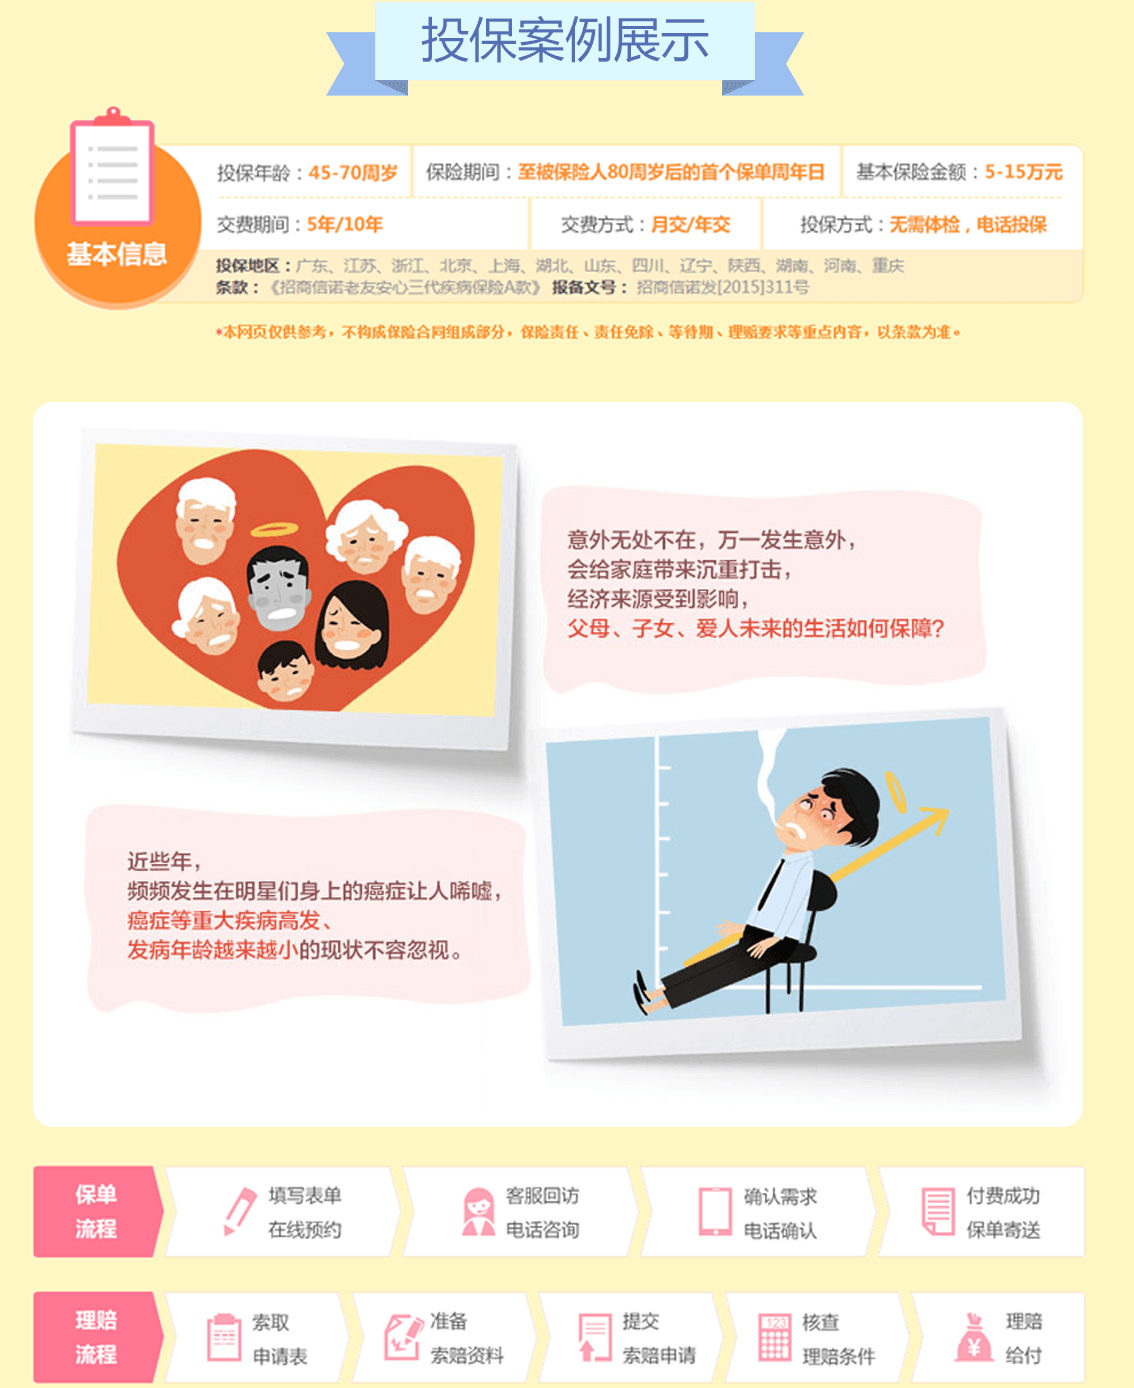 投保案例展示
基本信息
投保年龄：45-70周岁
保险期间：至被保险人80周岁后的首个保单周年日
基本保险金额：5-15万元
交费期间：5年/10年
交费方式：月交/年交
投保方式：无需体检，电话投保
投保地区：广东、江苏、浙江、北京、上海、湖北、山东、四川、辽宁、陕西、湖南、河南、重庆
条款：《招商信诺老友安心三代疾病保险A款》 报备文号： 招商信诺发[2015]311号
*本网页仅供参考，不构成保险合同组成部分，保险责任、责任免除、等待期、理赔要求等重点内容，以条款为准。
意外无处不在，万一发生意外，
会给家庭带来沉重打击，
经济来源受到影响，
父母、子女、爱人未来的生活如何保障？
近些年，
频频发生在明星们身上的癌症让人唏嘘，
癌症等重大疾病高发、
发病年龄越来越小的现状不容忽视。
保单
流程
填写表单
在线预约
客服回访
电话咨询
确认需求
电话确认
付费成功
保单寄送
理赔
流程
索取
申请表
准备
索赔资料
提交
索赔申请
123
核查
理赔条件
¥
理赔
给付